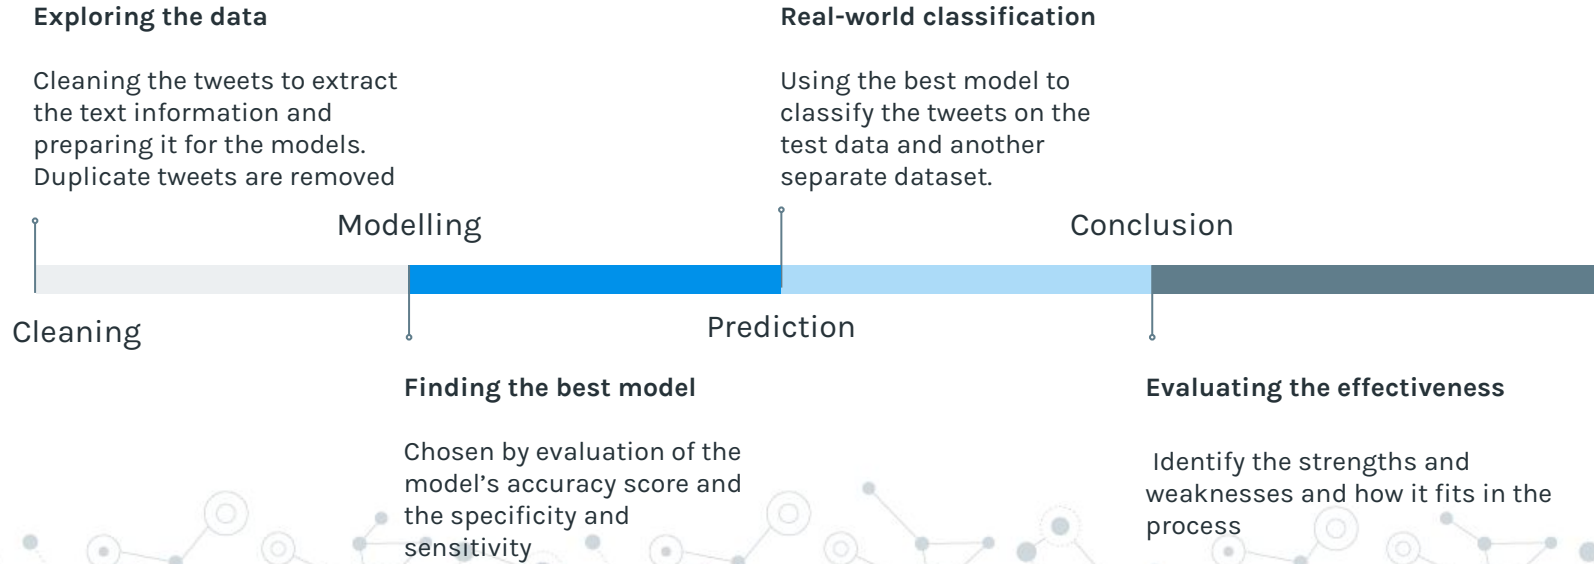 Exploring the data
Cleaning the tweets to extract
the text information and
preparing it for the models.
Duplicate tweets are removed
Real-world classification
Using the best model to
classify the tweets on the
test data and another
separate dataset.
Modelling
Conclusion
Cleaning
Prediction
Finding the best model
Chosen by evaluation of the
model’s accuracy score and
the specificity and
sensitivity
Evaluating the effectiveness
Identify the strengths and
weaknesses and how it fits in the
process